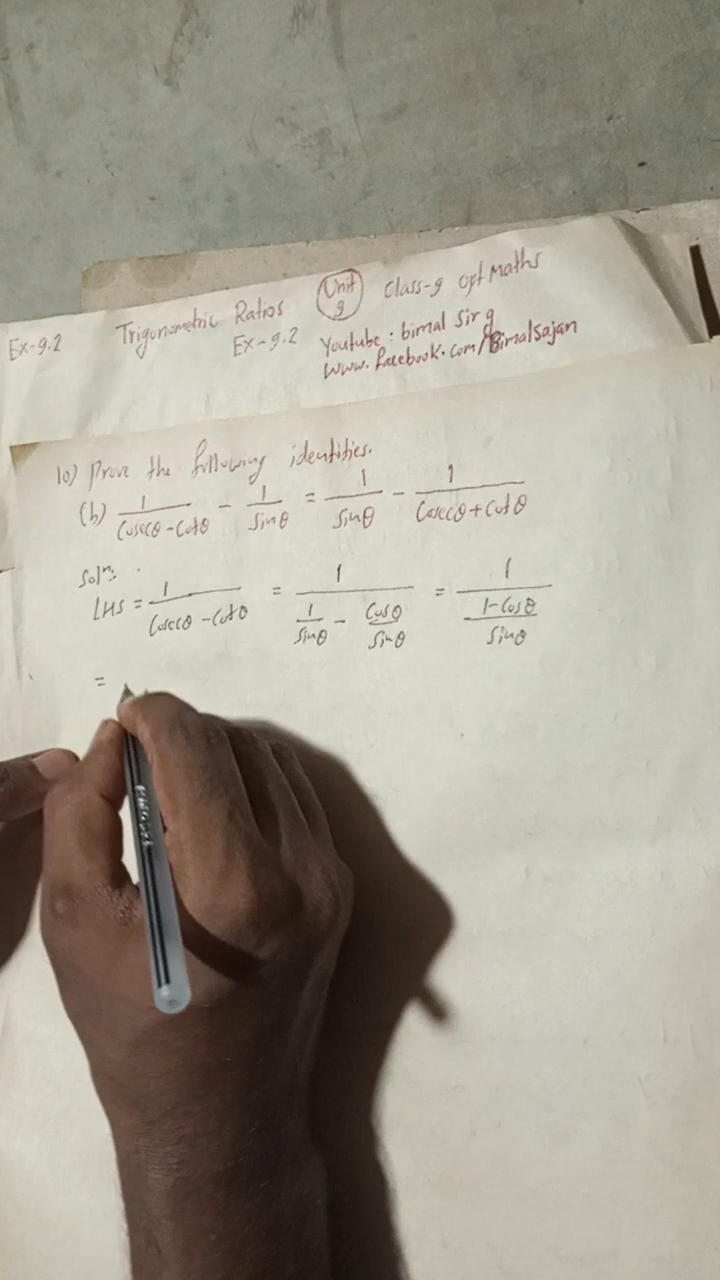 Ex-9.2 Trigonometric Ratios Unit 9 Class-9 opt Maths
Ex-9.2 Youtube : bimal Sir g
www.facebook.com/Bimalsajan
10) Prove the following identities.
(b) 1/(Cosecθ - Cotθ) - 1/Sinθ = 1/Sinθ - 1/(Cosecθ + Cotθ)
Solⁿ:
LHS = 1/(Cosecθ - Cotθ) = 1/(1/Sinθ - Cosθ/Sinθ) = 1/((1-Cosθ)/Sinθ)
=